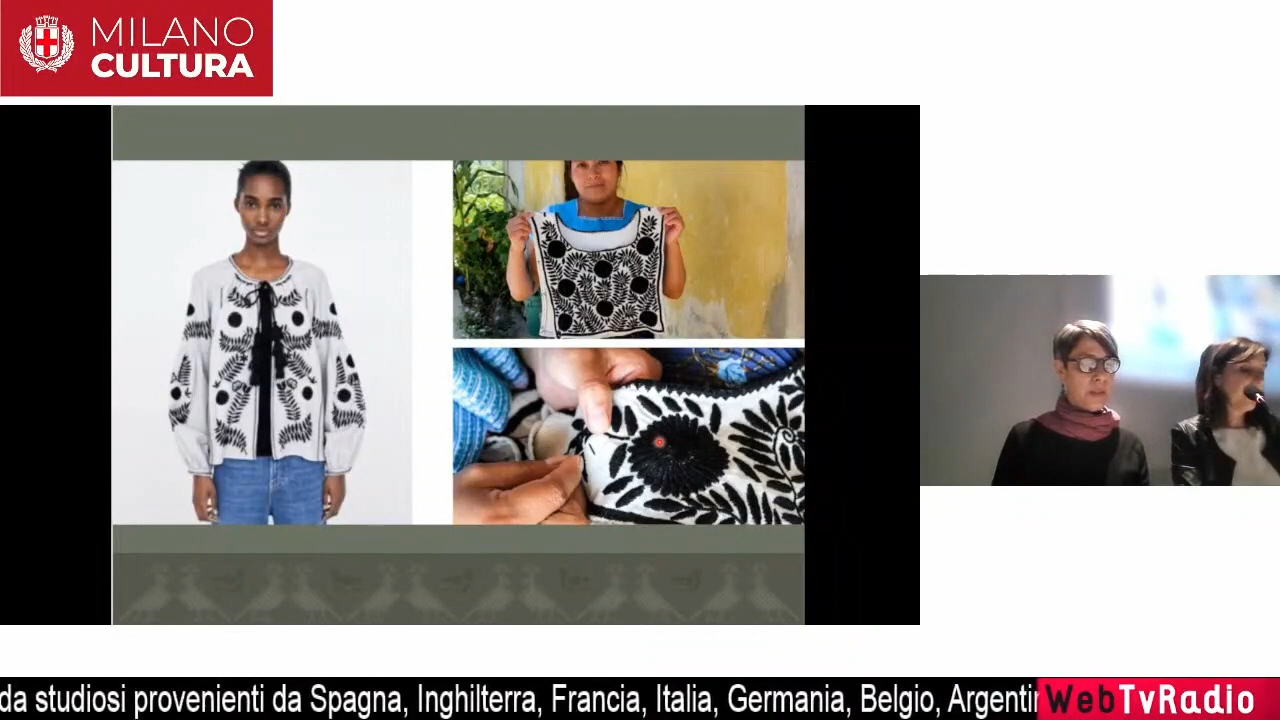 MILANO
CULTURA
da studiosi provenienti da Spagna, Inghilterra, Francia, Italia, Germania, Belgio,
WebTvRadio